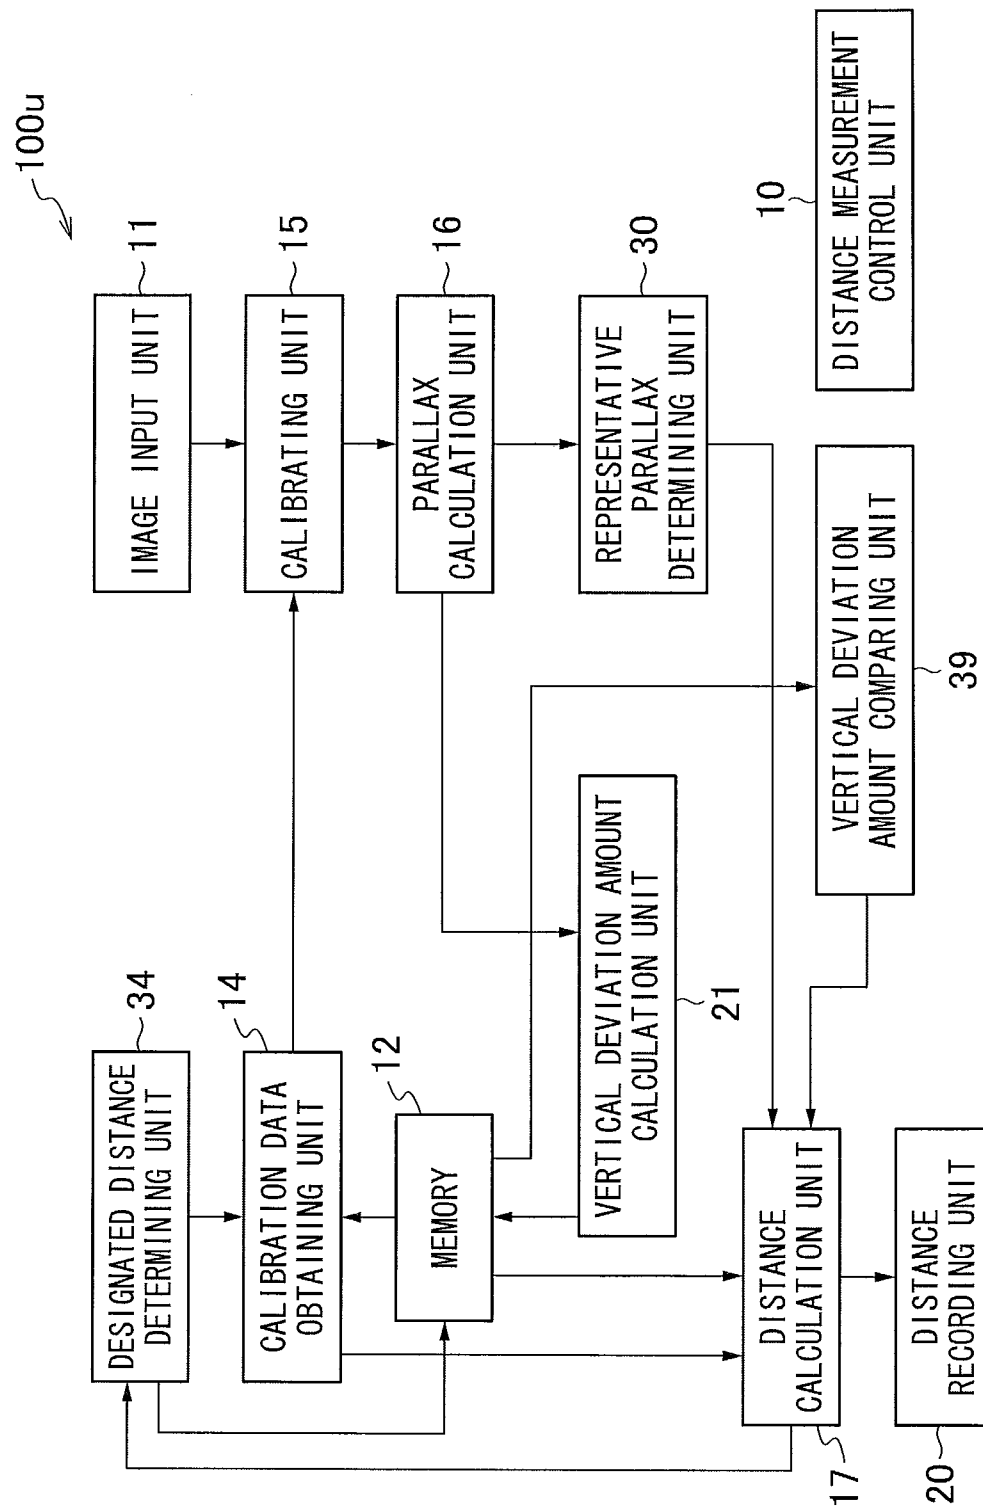 100u
34
DESIGNATED DISTANCE
DETERMINING UNIT
11
IMAGE INPUT UNIT
14
CALIBRATION DATA
OBTAINING UNIT
15
CALIBRATING UNIT
12
MEMORY
16
PARALLAX
CALCULATION UNIT
VERTICAL DEVIATION AMOUNT
CALCULATION UNIT
21
30
REPRESENTATIVE
PARALLAX
DETERMINING UNIT
DISTANCE
CALCULATION UNIT
17
VERTICAL DEVIATION
AMOUNT COMPARING UNIT
39
10
DISTANCE MEASUREMENT
CONTROL UNIT
DISTANCE
RECORDING UNIT
20